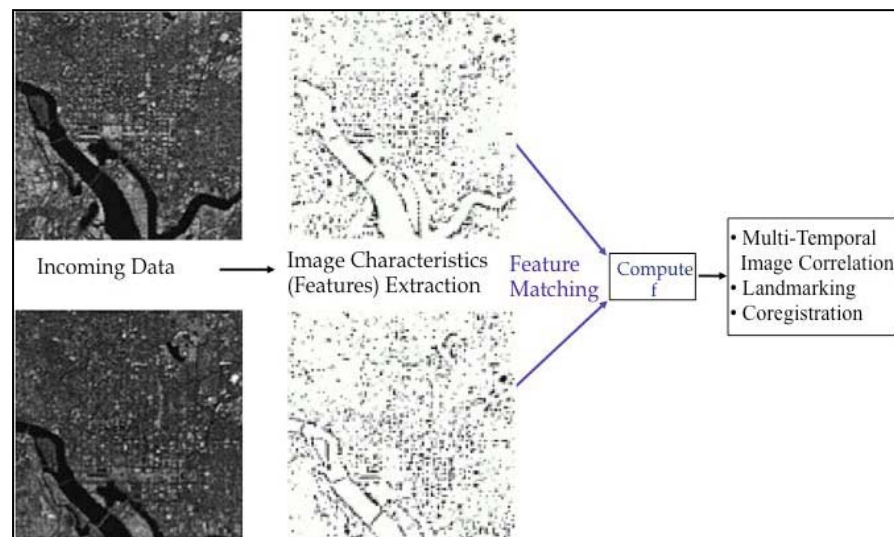 Incoming Data
Image Characteristics
(Features) Extraction
Feature
Matching
Compute
f
• Multi-Temporal
Image Correlation
• Landmarking
• Coregistration